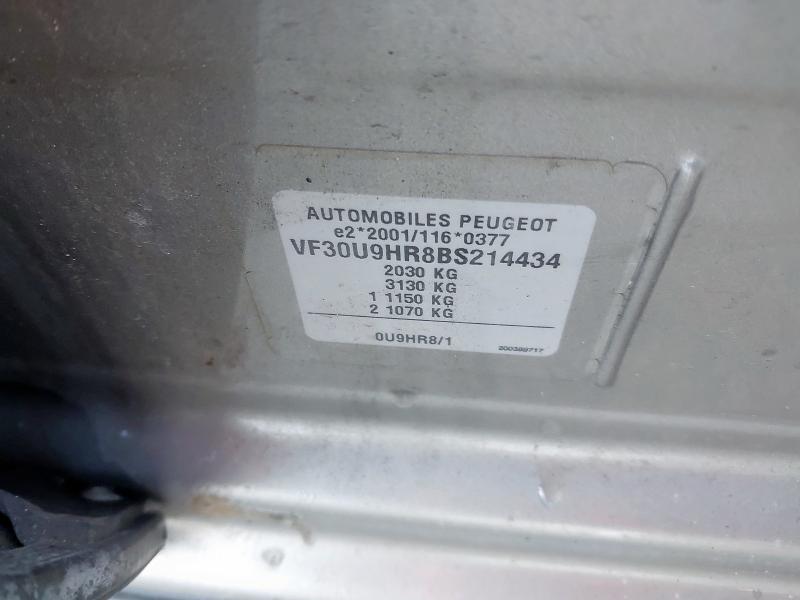 AUTOMOBILES PEUGEOT
e2*2001/116*0377
VF30U9HR8BS214434
2030 KG
3130 KG
1 1150 KG
2 1070 KG
0U9HR8/1
200399717